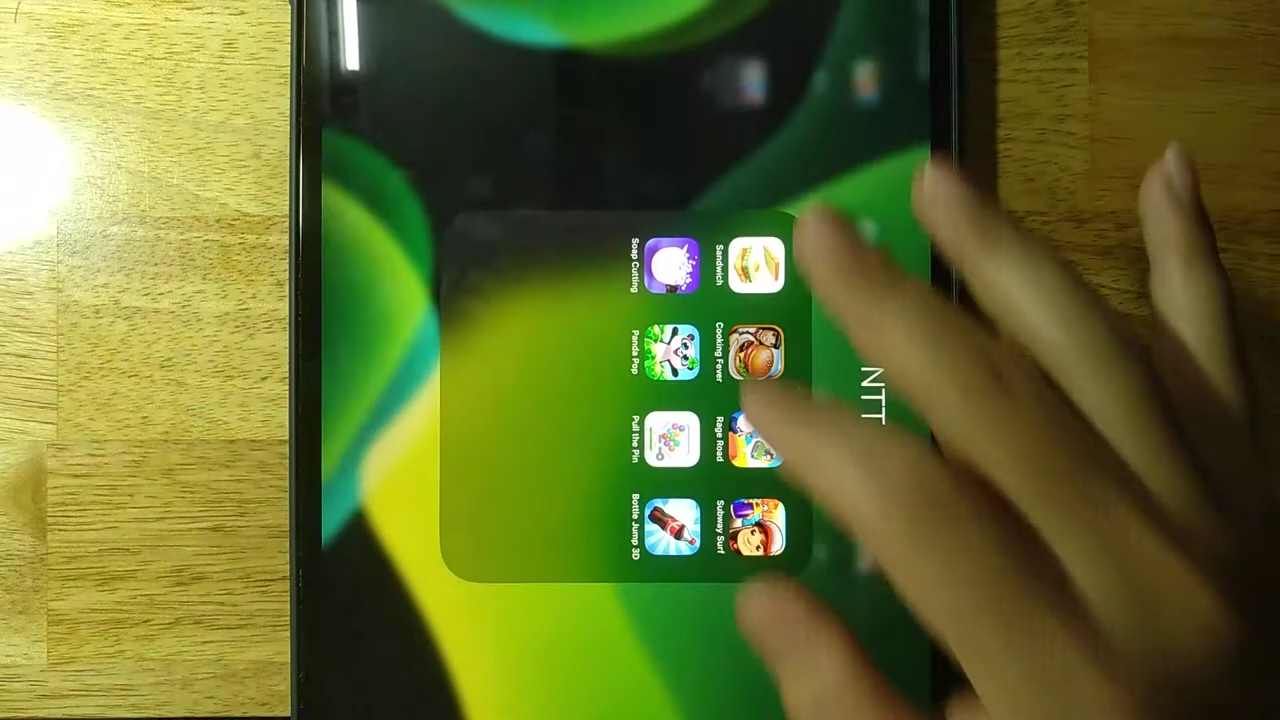 NTT
Sandwich
Cooking Fever
Rage Road
Subway Surf
Soap Cutting
Panda Pop
Pull the Pin
Bottle Jump 3D